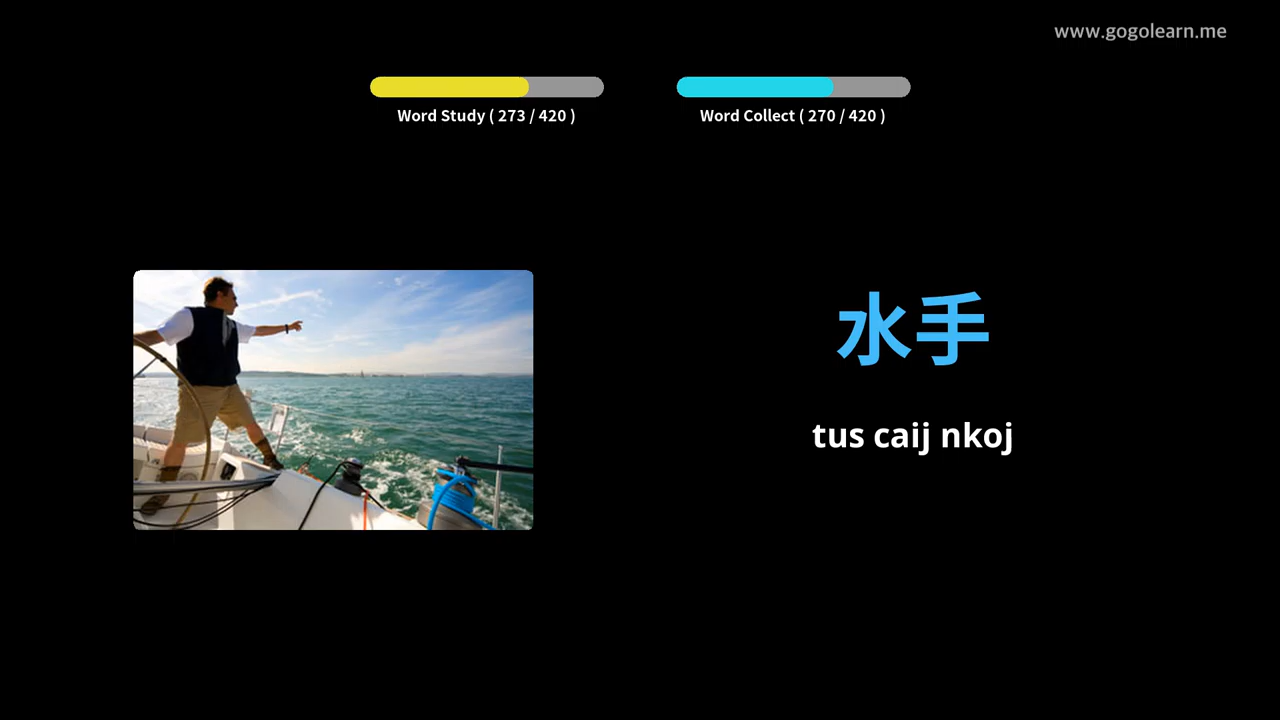 www.gogolearn.me
Word Study ( 273 / 420 )
Word Collect ( 270 / 420 )
水手
tus caij nkoj